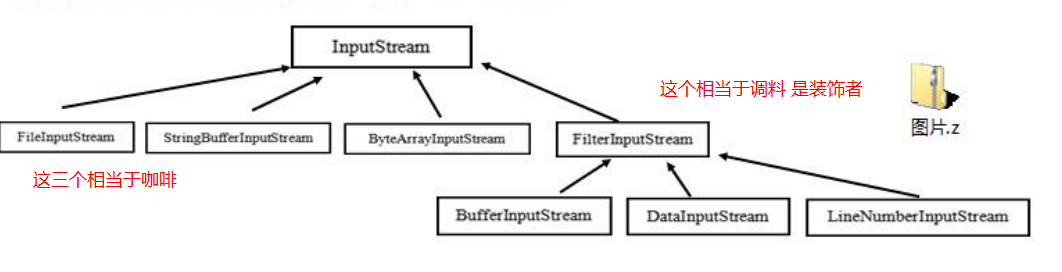 InputStream
这个相当于调料 是装饰者
图片.z
FileInputStream
StringBufferInputStream
ByteArrayInputStream
FilterInputStream
这三个相当于咖啡
BufferInputStream
DataInputStream
LineNumberInputStream